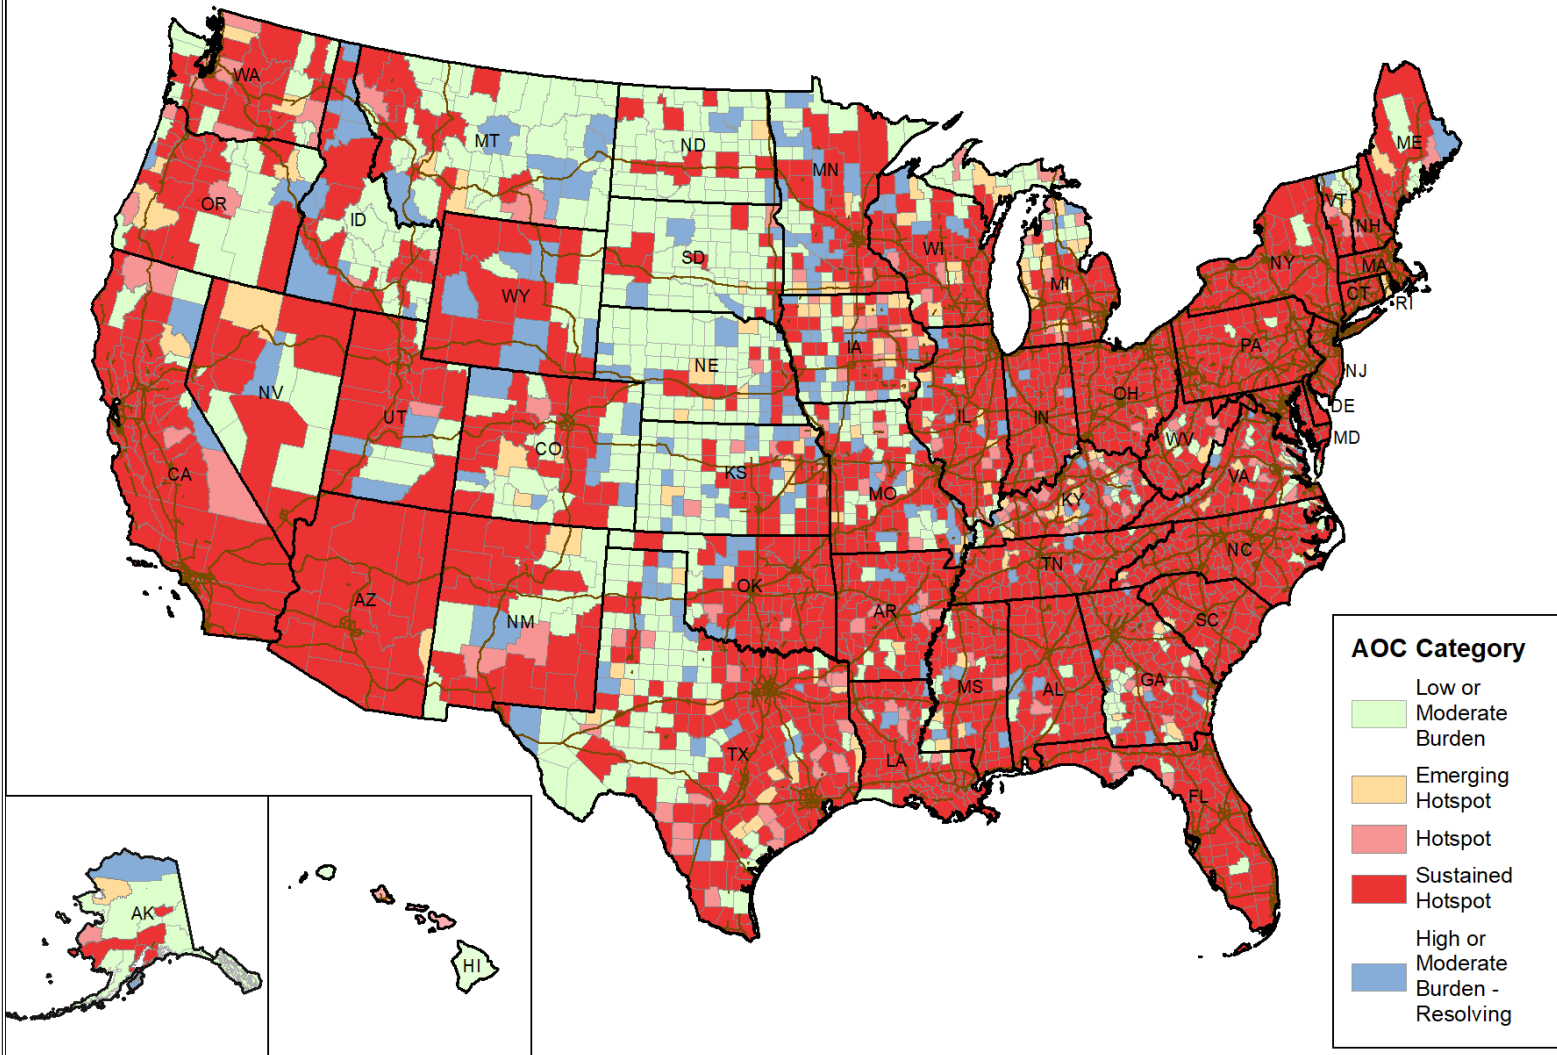 WA
MT
ND
MN
ME
OR
ID
SD
WI
VT
NH
NY
MA
MI
CT
RI
WY
IA
NE
PA
NJ
NV
UT
CO
IL
IN
OH
DE
MD
WV
CA
KS
MO
KY
VA
AZ
NM
OK
AR
TN
NC
SC
MS
AL
GA
TX
LA
FL
AK
HI
AOC Category
Low or
Moderate
Burden
Emerging
Hotspot
Hotspot
Sustained
Hotspot
High or
Moderate
Burden -
Resolving